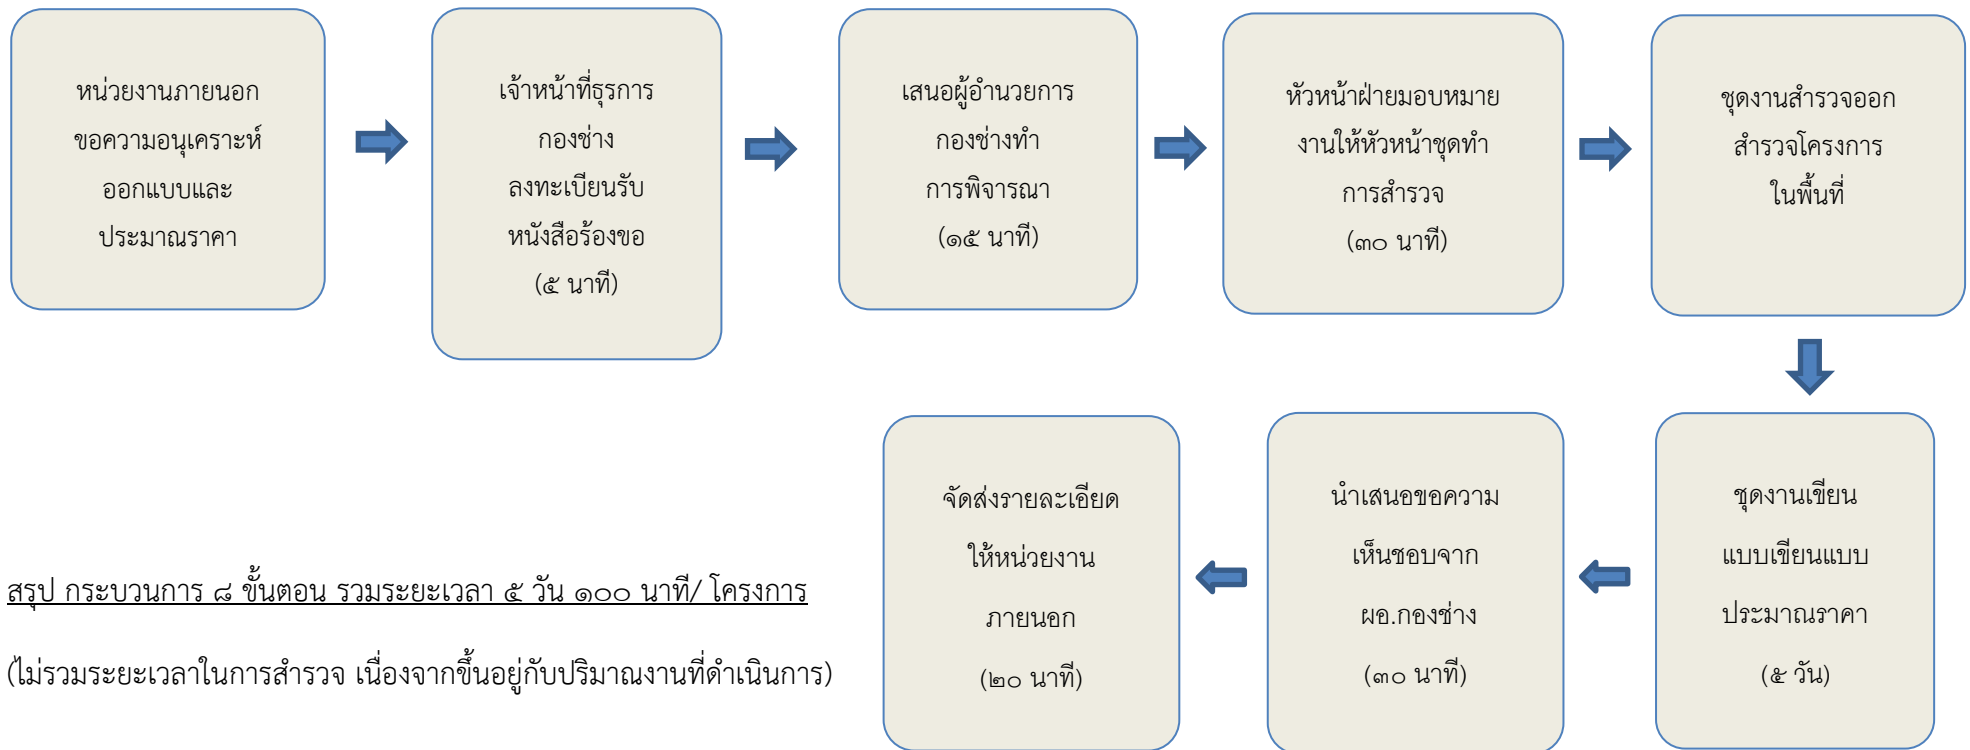 หน่วยงานภายนอก
ขอความอนุเคราะห์
ออกแบบและ
ประมาณราคา
เจ้าหน้าที่ธุรการ
กองช่าง
ลงทะเบียนรับ
หนังสือร้องขอ
(๕ นาที)
เสนอผู้อำนวยการ
กองช่างทำ
การพิจารณา
(๑๕ นาที)
หัวหน้าฝ่ายมอบหมาย
งานให้หัวหน้าชุดทำ
การสำรวจ
(๓๐ นาที)
ชุดงานสำรวจออก
สำรวจโครงการ
ในพื้นที่
ชุดงานเขียน
แบบเขียนแบบ
ประมาณราคา
(๕ วัน)
นำเสนอขอความ
เห็นชอบจาก
ผอ.กองช่าง
(๓๐ นาที)
จัดส่งรายละเอียด
ให้หน่วยงาน
ภายนอก
(๒๐ นาที)
สรุป กระบวนการ ๘ ขั้นตอน รวมระยะเวลา ๕ วัน ๑๐๐ นาที/ โครงการ
(ไม่รวมระยะเวลาในการสำรวจ เนื่องจากขึ้นอยู่กับปริมาณงานที่ดำเนินการ)